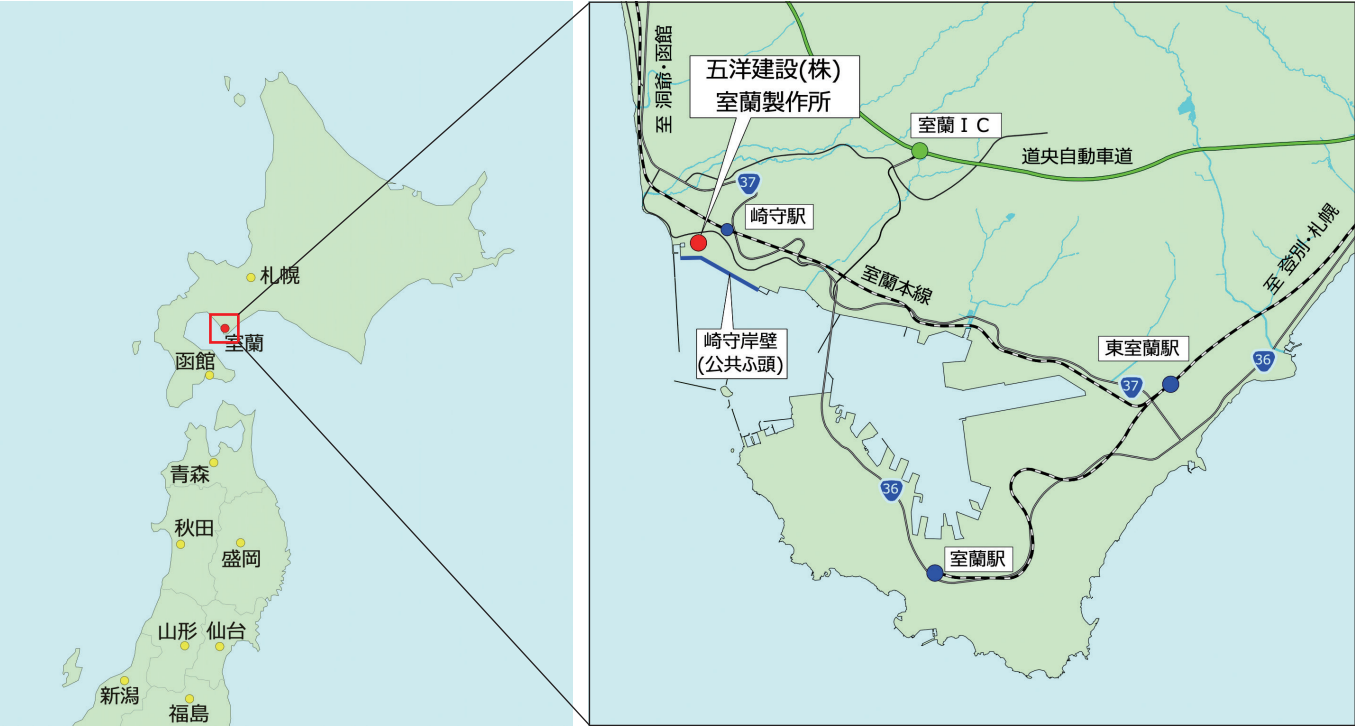 札幌
室蘭
函館
青森
秋田
盛岡
山形
仙台
新潟
福島
至 洞爺・函館
五洋建設(株)
室蘭製作所
室蘭ＩＣ
道央自動車道
37
崎守駅
至 登別・札幌
室蘭本線
崎守岸壁
(公共ふ頭)
東室蘭駅
36
37
36
室蘭駅